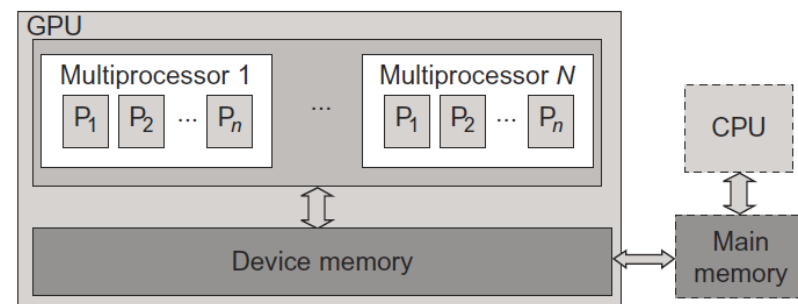 GPU
Multiprocessor 1
P1 P2 ... Pn
...
Multiprocessor N
P1 P2 ... Pn
CPU
Device memory
Main
memory